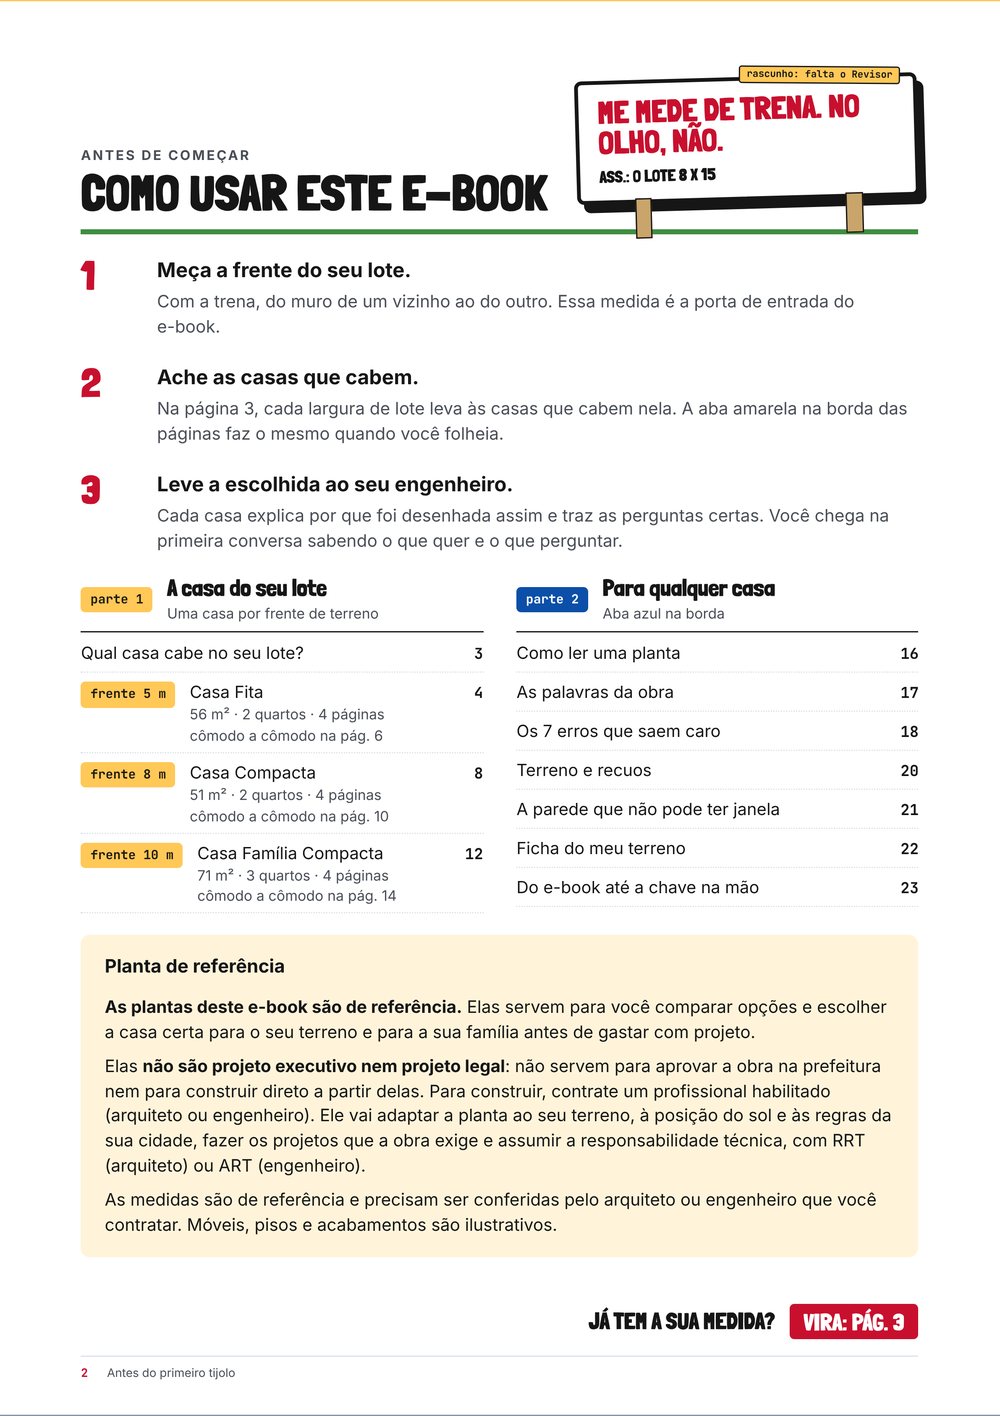 rascunho: falta o Revisor
ME MEDE DE TRENA. NO
OLHO, NÃO.
ASS.: O LOTE 8 X 15
ANTES DE COMEÇAR
COMO USAR ESTE E-BOOK
1
Meça a frente do seu lote.
Com a trena, do muro de um vizinho ao do outro. Essa medida é a porta de entrada do
e-book.
2
Ache as casas que cabem.
Na página 3, cada largura de lote leva às casas que cabem nela. A aba amarela na borda das
páginas faz o mesmo quando você folheia.
3
Leve a escolhida ao seu engenheiro.
Cada casa explica por que foi desenhada assim e traz as perguntas certas. Você chega na
primeira conversa sabendo o que quer e o que perguntar.
parte 1
A casa do seu lote
Uma casa por frente de terreno
Qual casa cabe no seu lote? 3
frente 5 m Casa Fita 4
56 m² · 2 quartos · 4 páginas
cômodo a cômodo na pág. 6
frente 8 m Casa Compacta 8
51 m² · 2 quartos · 4 páginas
cômodo a cômodo na pág. 10
frente 10 m Casa Família Compacta 12
71 m² · 3 quartos · 4 páginas
cômodo a cômodo na pág. 14
parte 2
Para qualquer casa
Aba azul na borda
Como ler uma planta 16
As palavras da obra 17
Os 7 erros que saem caro 18
Terreno e recuos 20
A parede que não pode ter janela 21
Ficha do meu terreno 22
Do e-book até a chave na mão 23
Planta de referência
As plantas deste e-book são de referência. Elas servem para você comparar opções e escolher
a casa certa para o seu terreno e para a sua família antes de gastar com projeto.
Elas não são projeto executivo nem projeto legal: não servem para aprovar a obra na prefeitura
nem para construir direto a partir delas. Para construir, contrate um profissional habilitado
(arquiteto ou engenheiro). Ele vai adaptar a planta ao seu terreno, à posição do sol e às regras da
sua cidade, fazer os projetos que a obra exige e assumir a responsabilidade técnica, com RRT
(arquiteto) ou ART (engenheiro).
As medidas são de referência e precisam ser conferidas pelo arquiteto ou engenheiro que você
contratar. Móveis, pisos e acabamentos são ilustrativos.
JÁ TEM A SUA MEDIDA? VIRA: PÁG. 3
2 Antes do primeiro tijolo